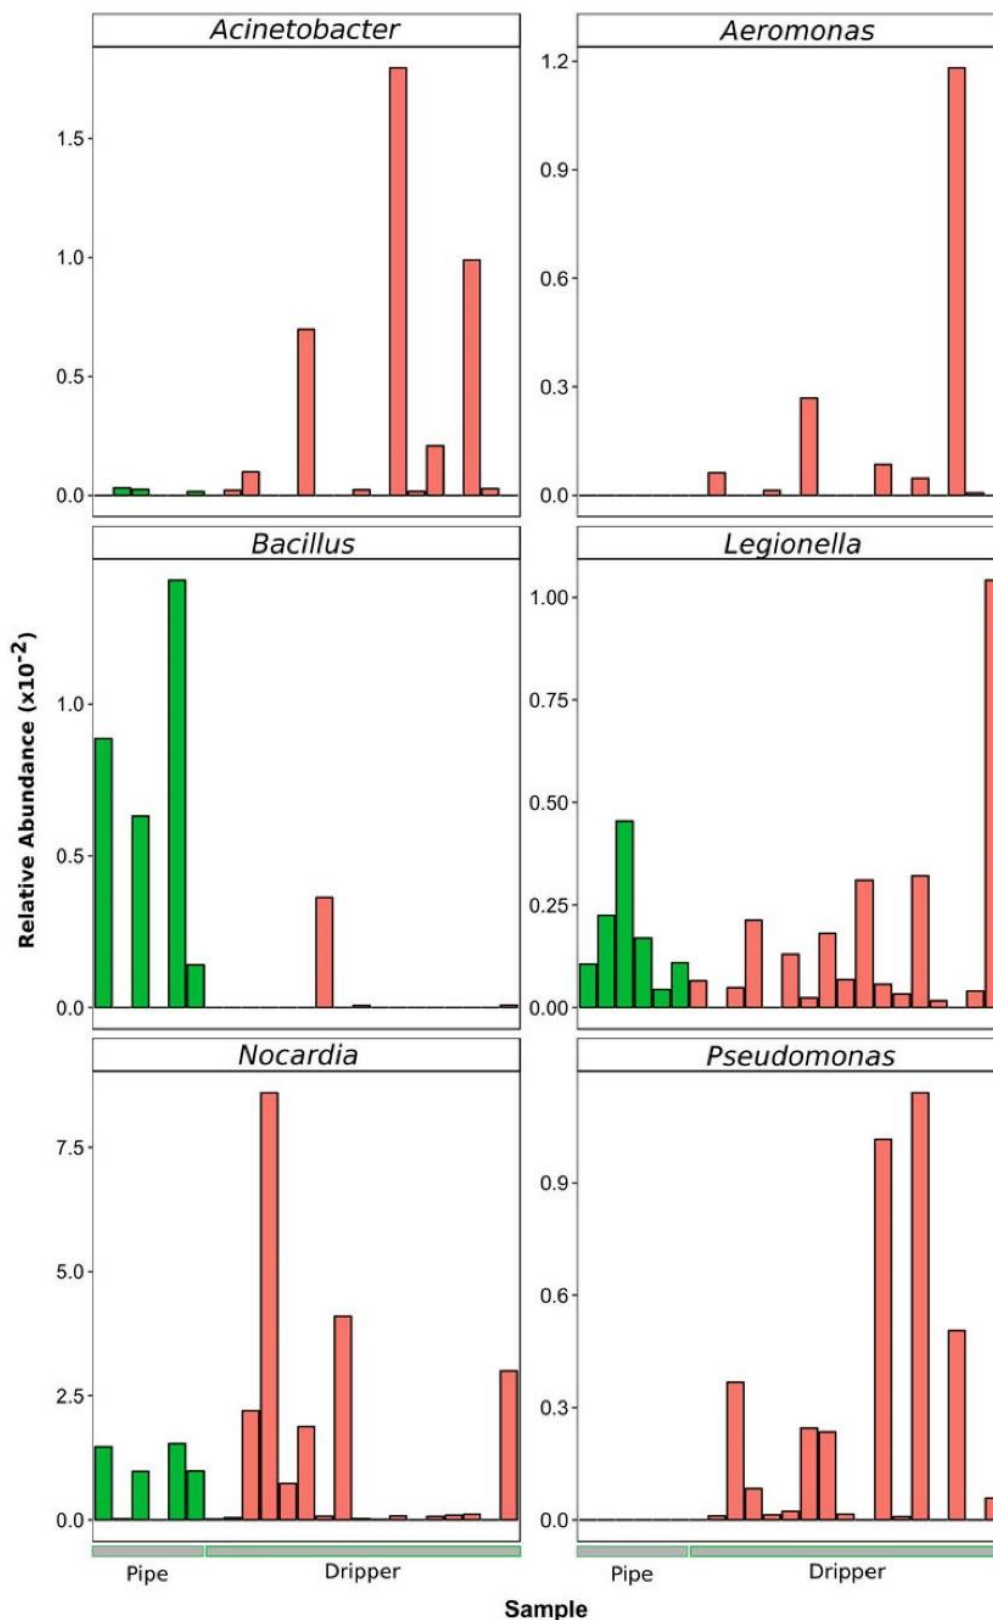 Acinetobacter
Aeromonas
1.5
1.0
0.5
0.0
1.2
0.9
0.6
0.3
0.0
Bacillus
Legionella
1.0
0.5
0.0
1.00
0.75
0.50
0.25
0.00
Relative Abundance (x10⁻²)
Nocardia
Pseudomonas
7.5
5.0
2.5
0.0
0.9
0.6
0.3
0.0
Pipe
Dripper
Pipe
Dripper
Sample